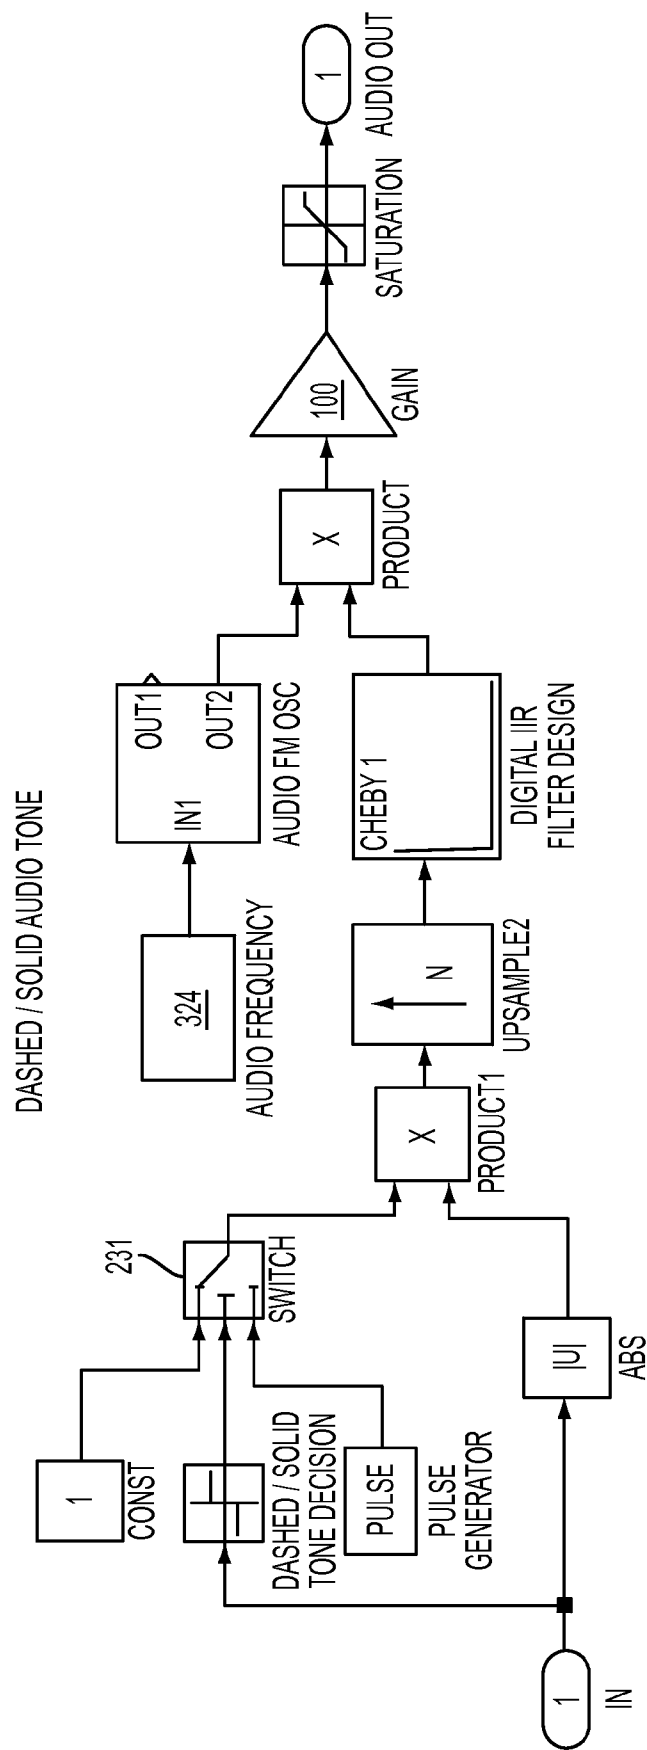 DASHED / SOLID AUDIO TONE
1
CONST
231
SWITCH
DASHED / SOLID
TONE DECISION
PULSE
PULSE
GENERATOR
1
IN
|U|
ABS
X
PRODUCT1
324
AUDIO FREQUENCY
N
UPSAMPLE2
OUT1
IN1
OUT2
AUDIO FM OSC
CHEBY 1
DIGITAL IIR
FILTER DESIGN
X
PRODUCT
100
GAIN
SATURATION
1
AUDIO OUT